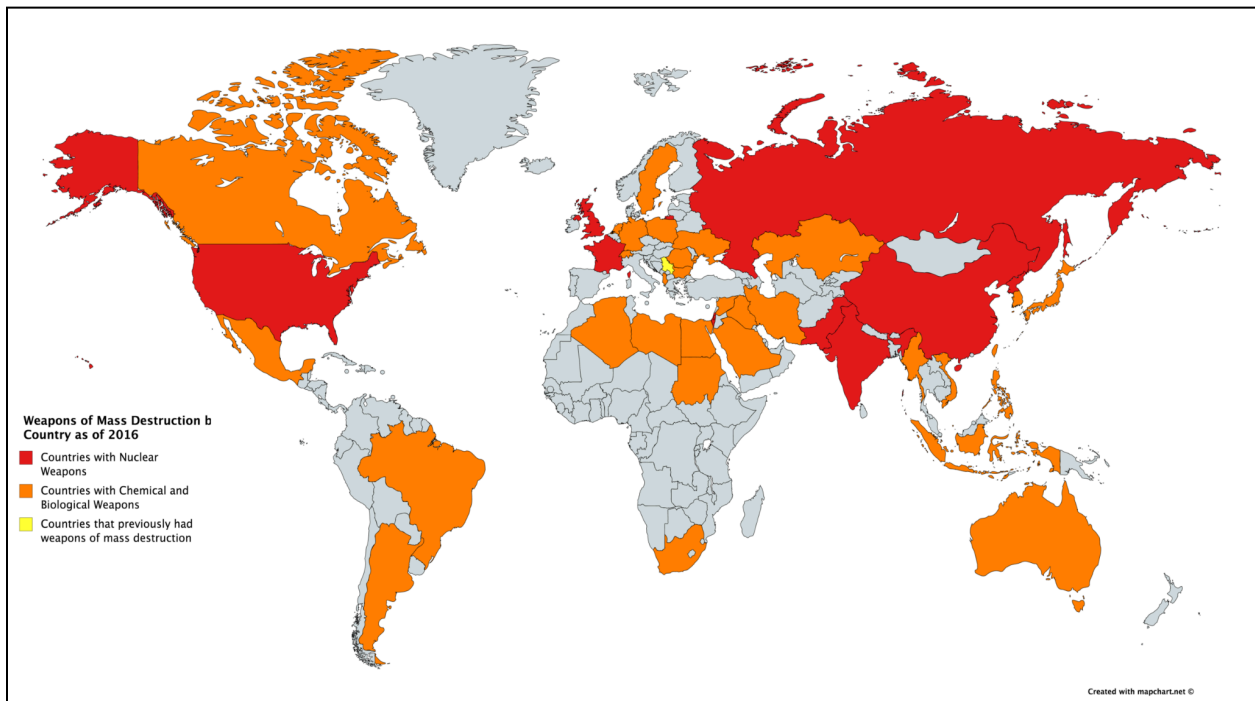 Weapons of Mass Destruction b
Country as of 2016
Countries with Nuclear
Weapons
Countries with Chemical and
Biological Weapons
Countries that previously had
weapons of mass destruction
Created with mapchart.net ©